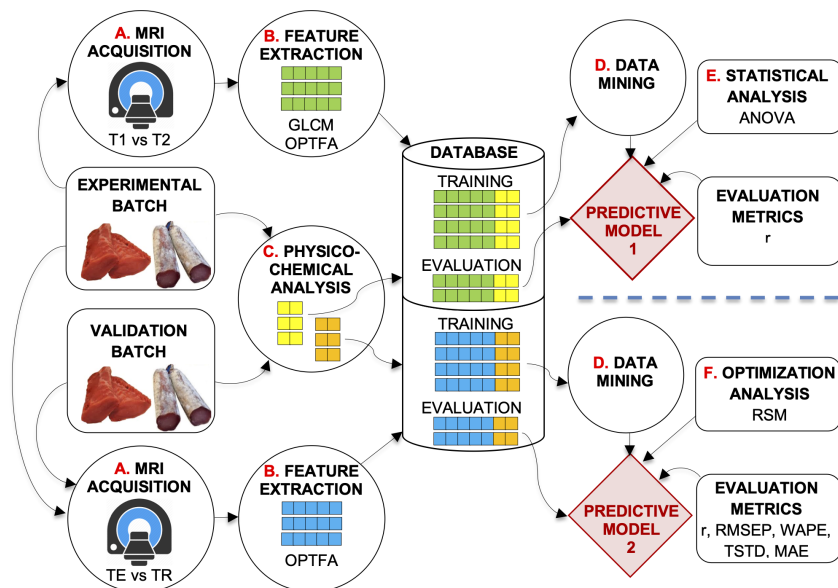 A. MRI
ACQUISITION
T1 vs T2
B. FEATURE
EXTRACTION
GLCM
OPTFA
EXPERIMENTAL
BATCH
VALIDATION
BATCH
C. PHYSICO-
CHEMICAL
ANALYSIS
A. MRI
ACQUISITION
TE vs TR
B. FEATURE
EXTRACTION
OPTFA
DATABASE
TRAINING
EVALUATION
TRAINING
EVALUATION
D. DATA
MINING
E. STATISTICAL
ANALYSIS
ANOVA
PREDICTIVE
MODEL
1
EVALUATION
METRICS
r
D. DATA
MINING
F. OPTIMIZATION
ANALYSIS
RSM
PREDICTIVE
MODEL
2
EVALUATION
METRICS
r, RMSEP, WAPE,
TSTD, MAE